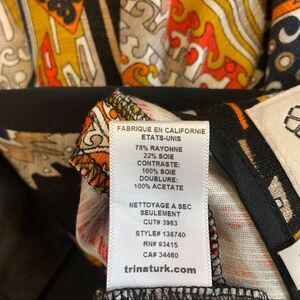 FABRIQUE EN CALIFORNIE
ETATS-UNIS
78% RAYONNE
22% SOIE
CONTRASTE:
100% SOIE
DOUBLURE:
100% ACETATE
NETTOYAGE A SEC
SEULEMENT
CUT# 3963
STYLE# 136740
RN# 93415
CA# 34460
trinaturk.com